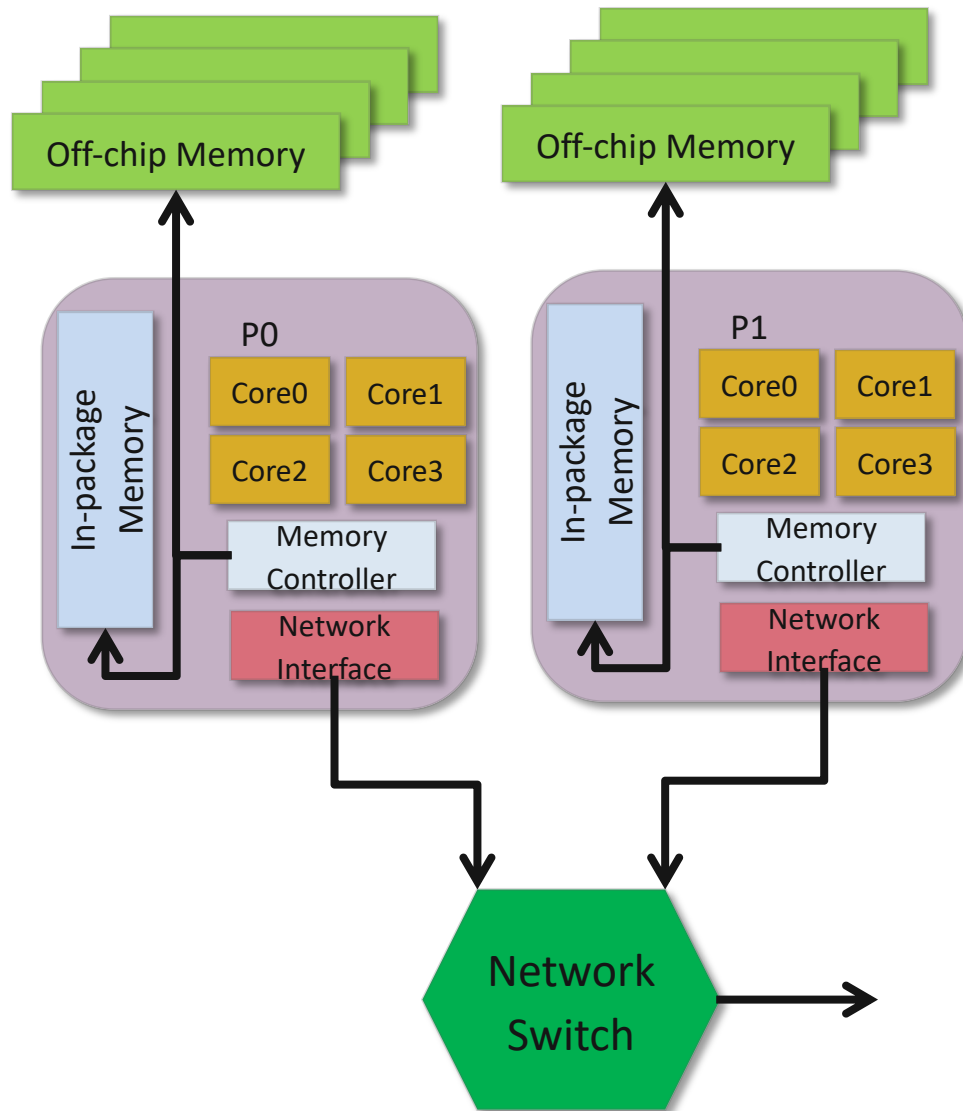 Off-chip Memory
Off-chip Memory
P0
In-package
Memory
Core0
Core1
Core2
Core3
Memory
Controller
Network
Interface
P1
In-package
Memory
Core0
Core1
Core2
Core3
Memory
Controller
Network
Interface
Network
Switch